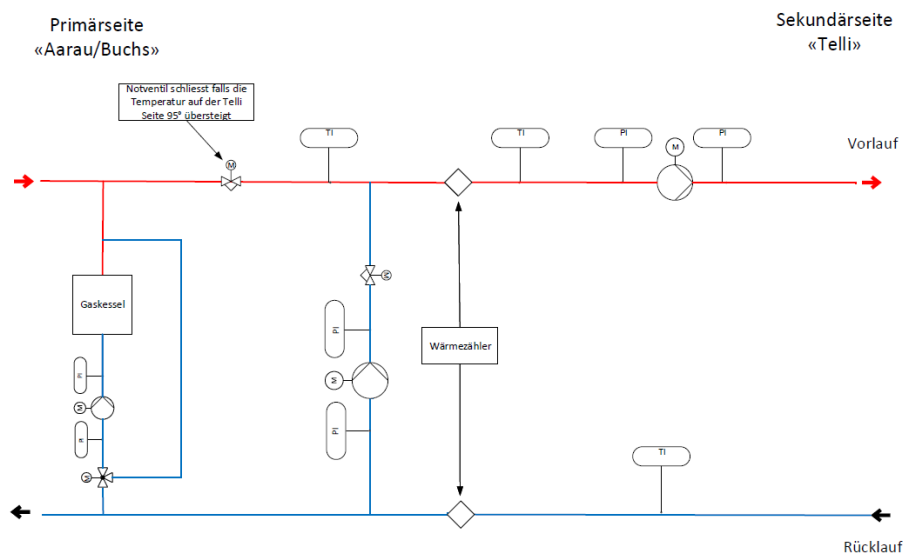 Primärseite
«Aarau/Buchs»
Sekundärseite
«Telli»
Notventil schliesst falls die
Temperatur auf der Telli
Seite 95° übersteigt
M
TI
TI
PI
M
PI
Vorlauf
M
Gaskessel
PI
Wärmezähler
PI
M
M
PI
PI
M
TI
Rücklauf